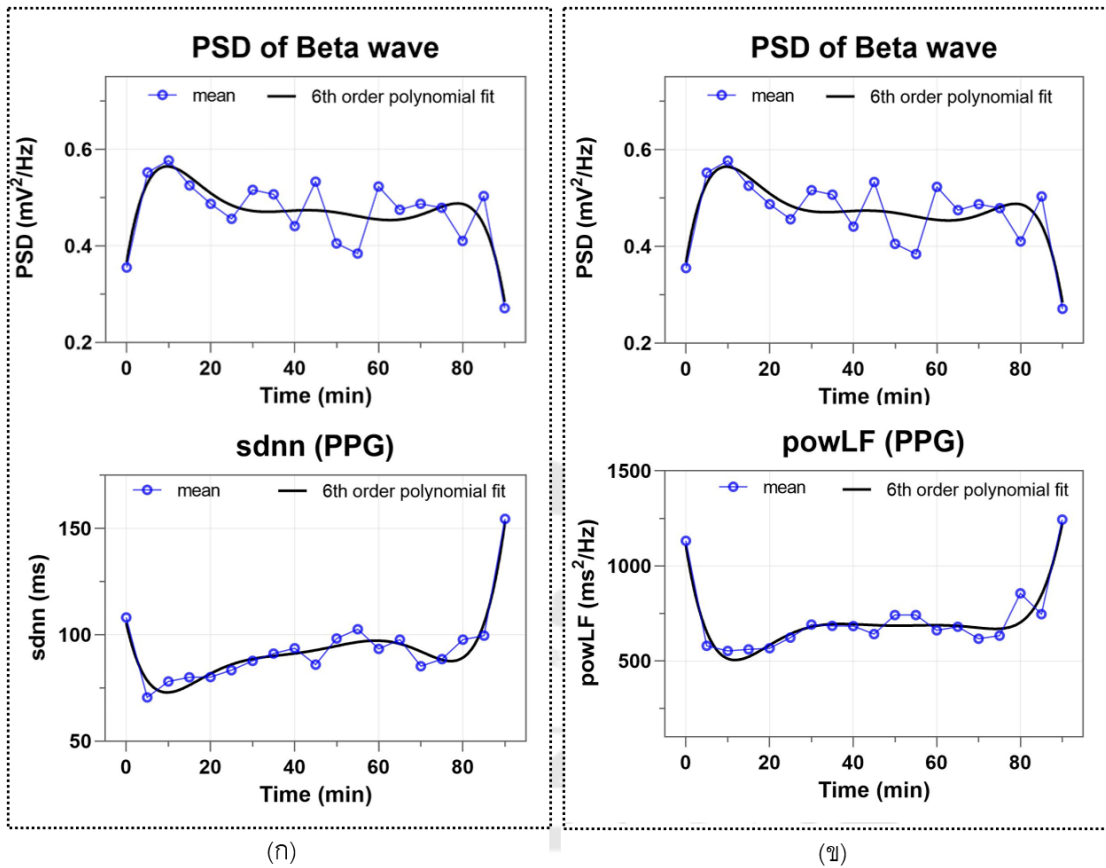 PSD of Beta wave
mean 6th order polynomial fit
PSD (mV²/Hz)
0.6
0.4
0.2
0 20 40 60 80
Time (min)
sdnn (PPG)
mean 6th order polynomial fit
sdnn (ms)
150
100
50
0 20 40 60 80
Time (min)
(ก)
PSD of Beta wave
mean 6th order polynomial fit
PSD (mV²/Hz)
0.6
0.4
0.2
0 20 40 60 80
Time (min)
powLF (PPG)
mean 6th order polynomial fit
powLF (ms²/Hz)
1500
1000
500
0 20 40 60 80
Time (min)
(ข)